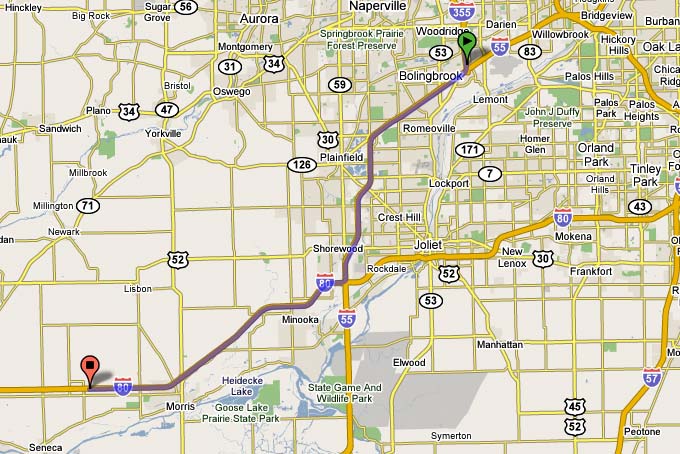 Hinckley
Sugar
Grove
56
Big Rock
Aurora
Naperville
355
Woodridge
Darien
Bridgeview
Burban
Willowbrook
Hickory
Hills
Oak La
Springbrook Prairie
Forest Preserve
53
55
83
Montgomery
31
34
Bristol
Oswego
59
Bolingbrook
Palos Hills
Chica
Ridg
Lemont
Plano
34
47
Sandwich
Yorkville
30
Romeoville
John J Duffy
Preserve
Palos
Park
Palos
Heights
Homer
Glen
Orland
Park
Plainfield
126
171
7
Tinley
Park
Millbrook
Orland
Hills
Lockport
Millington
71
Newark
Crest Hill
80
43
Mokena
52
Shorewood
Joliet
New
Lenox
30
Rockdale
52
Frankfort
Lisbon
80
53
Minooka
55
Manhattan
Elwood
80
Heidecke
Lake
State Game And
Wildlife Park
57
Morris
Goose Lake
Prairie State Park
45
52
Seneca
Symerton
Peotone